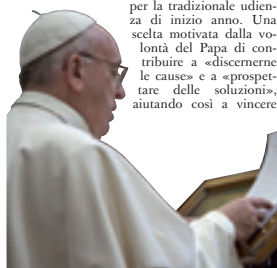 per la tradizionale udien-
za di inizio anno. Una
scelta motivata dalla vo-
lontà del Papa di con-
tribuire a «discernerne
le cause» e a «prospet-
tare delle soluzioni»,
aiutando così a vincere